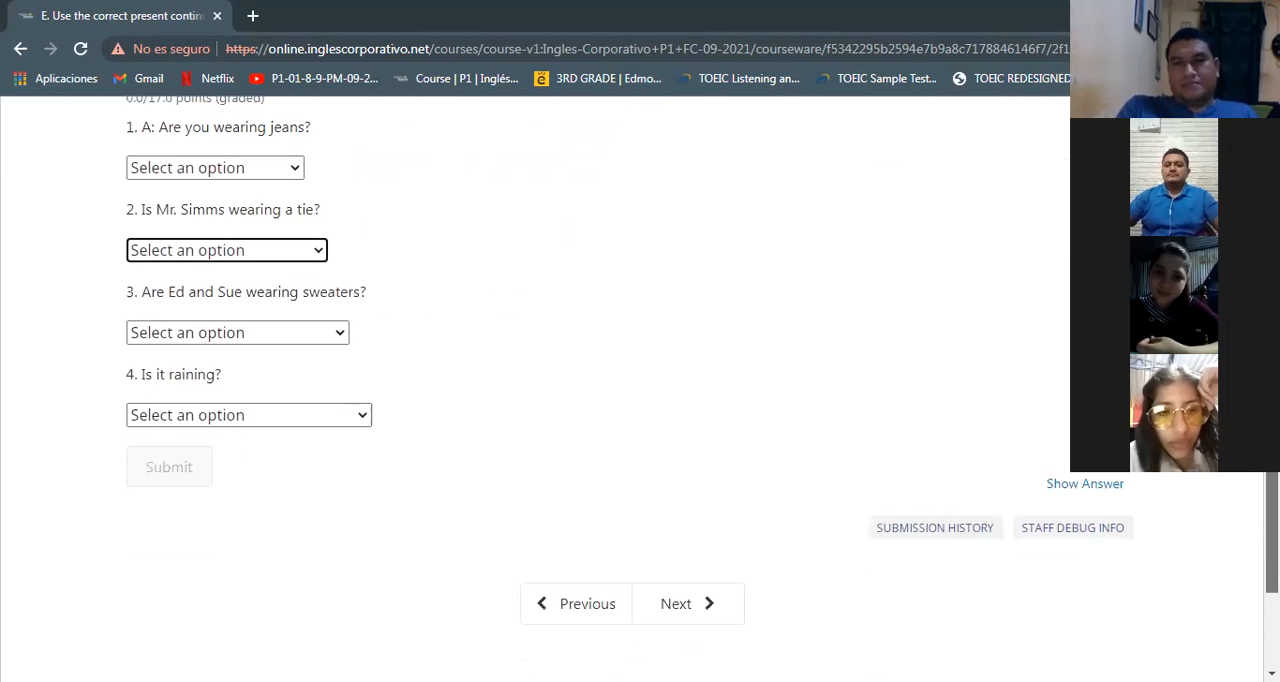 E. Use the correct present contin
No es seguro https://online.inglescorporativo.net/courses/course-v1:Ingles-Corporativo+P1+FC-09-2021/courseware/f5342295b2594e7b9a8c7178846146f7/2f1
Aplicaciones Gmail Netflix P1-01-8-9-PM-09-2... Course | P1 | Inglés... 3RD GRADE | Edmo... TOEIC Listening an... TOEIC Sample Test... TOEIC REDESIGNED
0.0/17.0 points (graded)
1. A: Are you wearing jeans?
Select an option
2. Is Mr. Simms wearing a tie?
Select an option
3. Are Ed and Sue wearing sweaters?
Select an option
4. Is it raining?
Select an option
Submit
Show Answer
SUBMISSION HISTORY STAFF DEBUG INFO
Previous Next